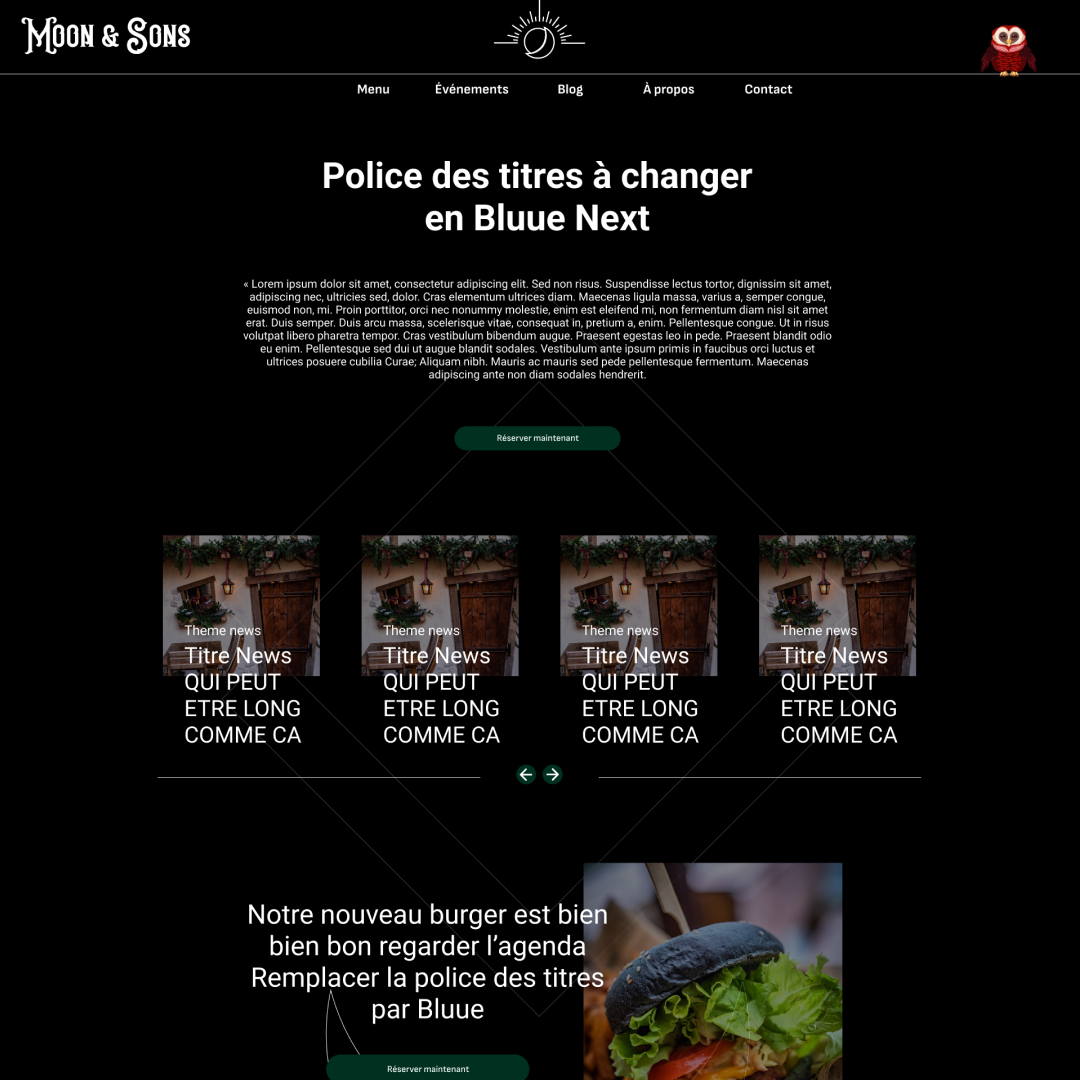 Moon & Sons
Menu Événements Blog À propos Contact
Police des titres à changer
en Bluue Next
« Lorem ipsum dolor sit amet, consectetur adipiscing elit. Sed non risus. Suspendisse lectus tortor, dignissim sit amet,
adipiscing nec, ultricies sed, dolor. Cras elementum ultrices diam. Maecenas ligula massa, varius a, semper congue,
euismod non, mi. Proin porttitor, orci nec nonummy molestie, enim est eleifend mi, non fermentum diam nisl sit amet
erat. Duis semper. Duis arcu massa, scelerisque vitae, consequat in, pretium a, enim. Pellentesque congue. Ut in risus
volutpat libero pharetra tempor. Cras vestibulum bibendum augue. Praesent egestas leo in pede. Praesent blandit odio
eu enim. Pellentesque sed dui ut augue blandit sodales. Vestibulum ante ipsum primis in faucibus orci luctus et
ultrices posuere cubilia Curae; Aliquam nibh. Mauris ac mauris sed pede pellentesque fermentum. Maecenas
adipiscing ante non diam sodales hendrerit.
Réserver maintenant
Theme news
Titre News
QUI PEUT
ETRE LONG
COMME CA
Theme news
Titre News
QUI PEUT
ETRE LONG
COMME CA
Theme news
Titre News
QUI PEUT
ETRE LONG
COMME CA
Theme news
Titre News
QUI PEUT
ETRE LONG
COMME CA
Notre nouveau burger est bien
bien bon regarder l’agenda
Remplacer la police des titres
par Bluue
Réserver maintenant